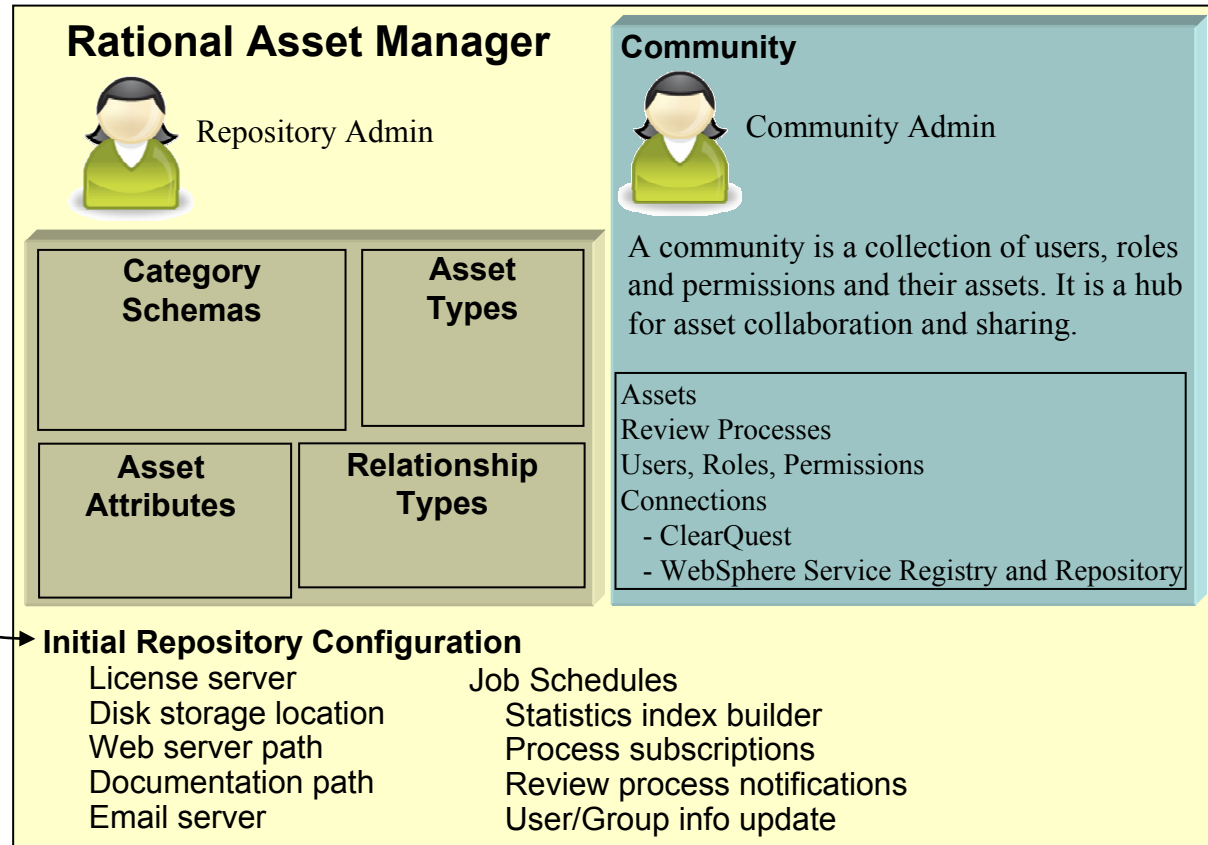 Rational Asset Manager
Repository Admin
Category
Schemas
Asset
Types
Asset
Attributes
Relationship
Types
Community
Community Admin
A community is a collection of users, roles
and permissions and their assets. It is a hub
for asset collaboration and sharing.
Assets
Review Processes
Users, Roles, Permissions
Connections
- ClearQuest
- WebSphere Service Registry and Repository
Initial Repository Configuration
License server
Disk storage location
Web server path
Documentation path
Email server
Job Schedules
Statistics index builder
Process subscriptions
Review process notifications
User/Group info update